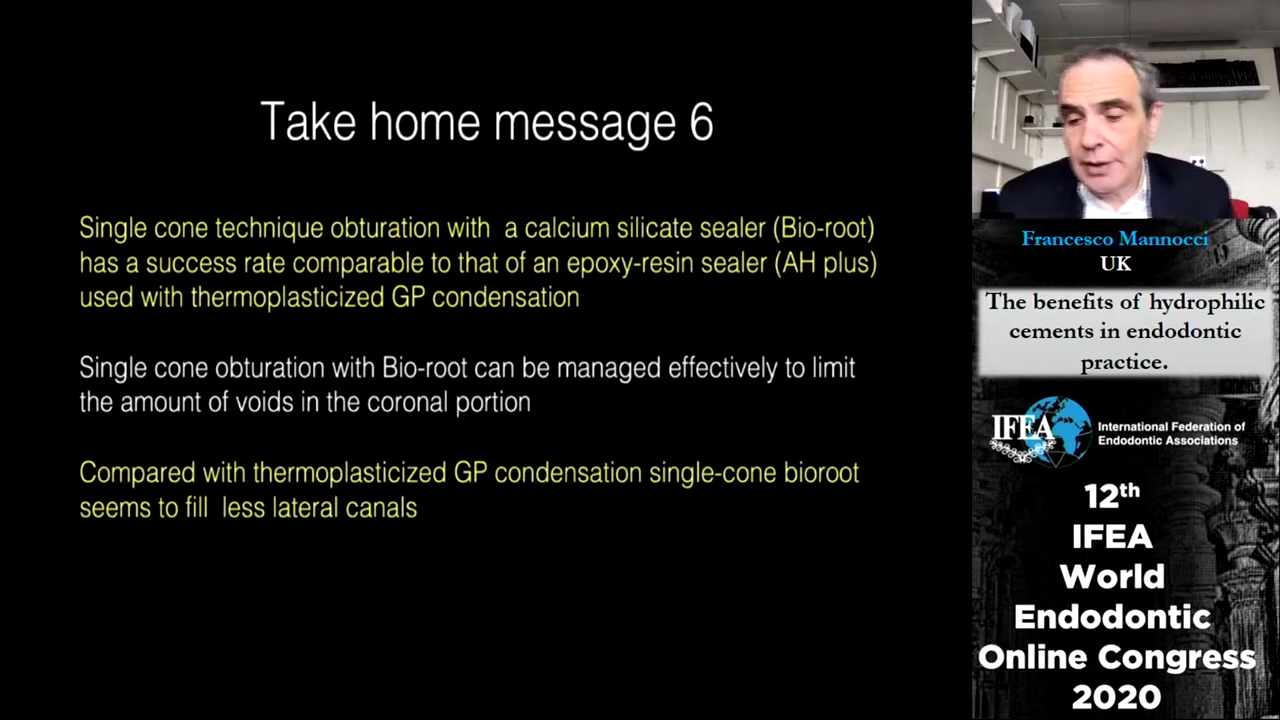 Take home message 6
Single cone technique obturation with a calcium silicate sealer (Bio-root)
has a success rate comparable to that of an epoxy-resin sealer (AH plus)
used with thermoplasticized GP condensation
Single cone obturation with Bio-root can be managed effectively to limit
the amount of voids in the coronal portion
Compared with thermoplasticized GP condensation single-cone bioroot
seems to fill less lateral canals
Francesco Mannocci
UK
The benefits of hydrophilic
cements in endodontic
practice.
IFEA
International Federation of
Endodontic Associations
12th
IFEA
World
Endodontic
Online Congress
2020